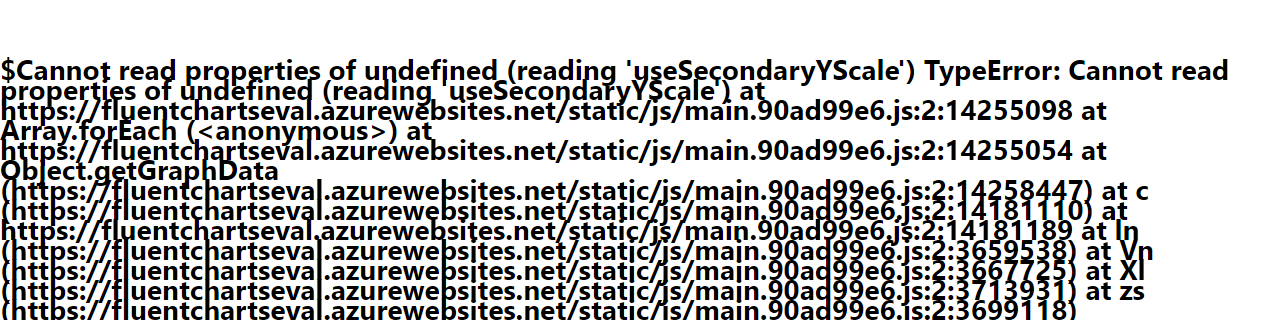 $Cannot read properties of undefined (reading 'useSecondaryYScale') TypeError: Cannot read
properties of undefined (reading 'useSecondaryYScale') at
https://fluentchartseval.azurewebsites.net/static/js/main.90ad99e6.js:2:14255098 at
Array.forEach (<anonymous>) at
https://fluentchartseval.azurewebsites.net/static/js/main.90ad99e6.js:2:14255054 at
Object.getGraphData
(https://fluentchartseval.azurewebsites.net/static/js/main.90ad99e6.js:2:14258447) at c
(https://fluentchartseval.azurewebsites.net/static/js/main.90ad99e6.js:2:14181110) at
https://fluentchartseval.azurewebsites.net/static/js/main.90ad99e6.js:2:14181189 at ln
(https://fluentchartseval.azurewebsites.net/static/js/main.90ad99e6.js:2:3659538) at Vn
(https://fluentchartseval.azurewebsites.net/static/js/main.90ad99e6.js:2:3667725) at Xl
(https://fluentchartseval.azurewebsites.net/static/js/main.90ad99e6.js:2:3713931) at zs
(https://fluentchartseval.azurewebsites.net/static/js/main.90ad99e6.js:2:3699118)